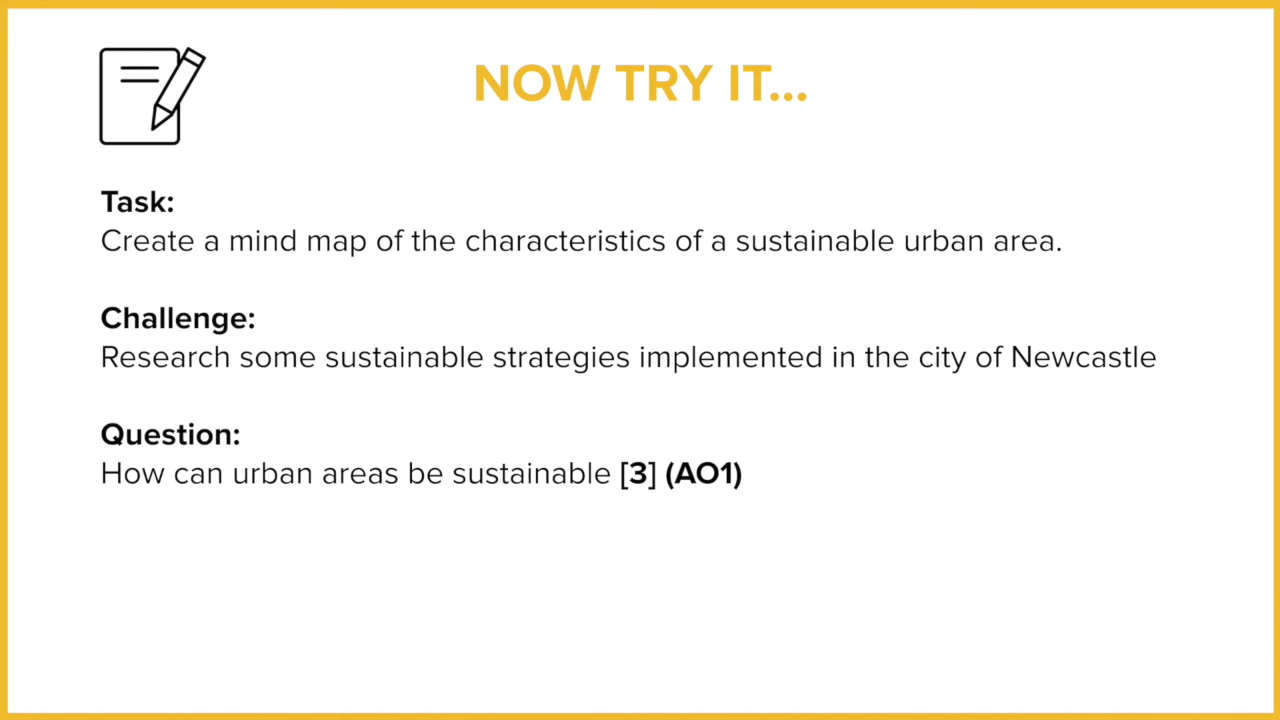 NOW TRY IT...
Task:
Create a mind map of the characteristics of a sustainable urban area.
Challenge:
Research some sustainable strategies implemented in the city of Newcastle
Question:
How can urban areas be sustainable [3] (AO1)